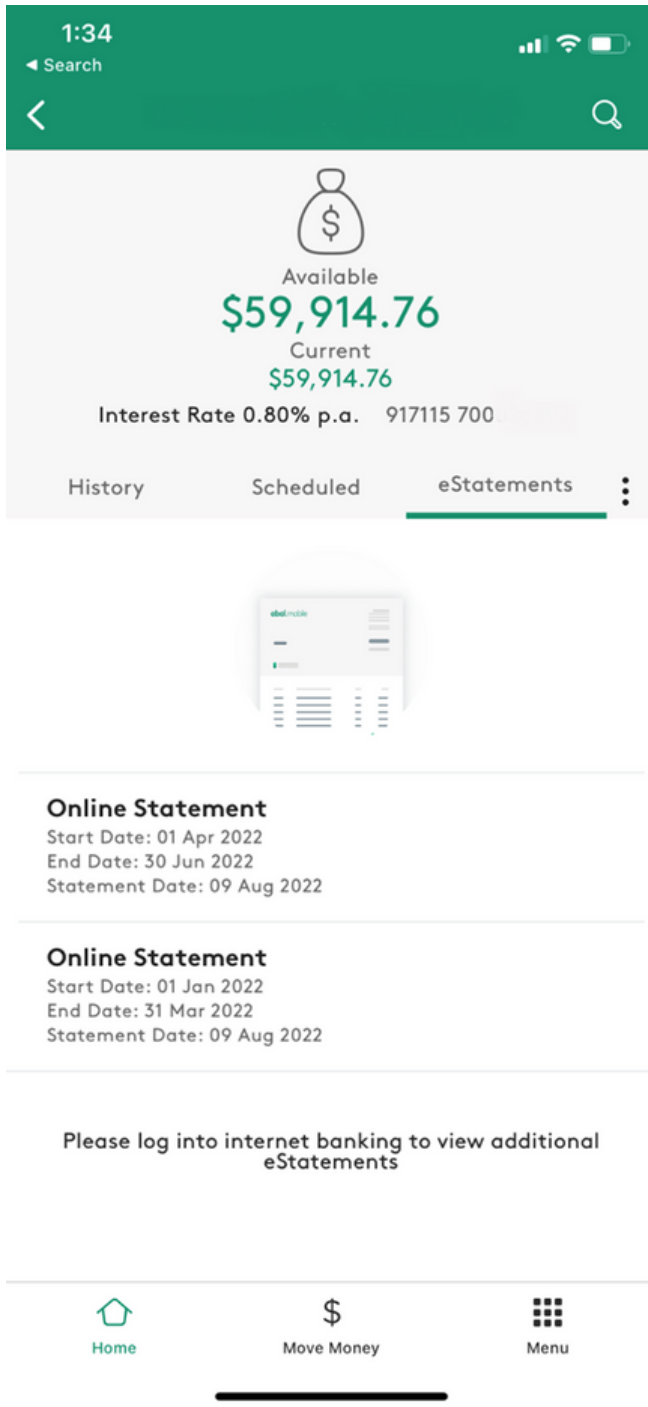 1:34
◀ Search
$
Available
$59,914.76
Current
$59,914.76
Interest Rate 0.80% p.a. 917115 700
History Scheduled eStatements
Online Statement
Start Date: 01 Apr 2022
End Date: 30 Jun 2022
Statement Date: 09 Aug 2022
Online Statement
Start Date: 01 Jan 2022
End Date: 31 Mar 2022
Statement Date: 09 Aug 2022
Please log into internet banking to view additional
eStatements
$
Home Move Money Menu